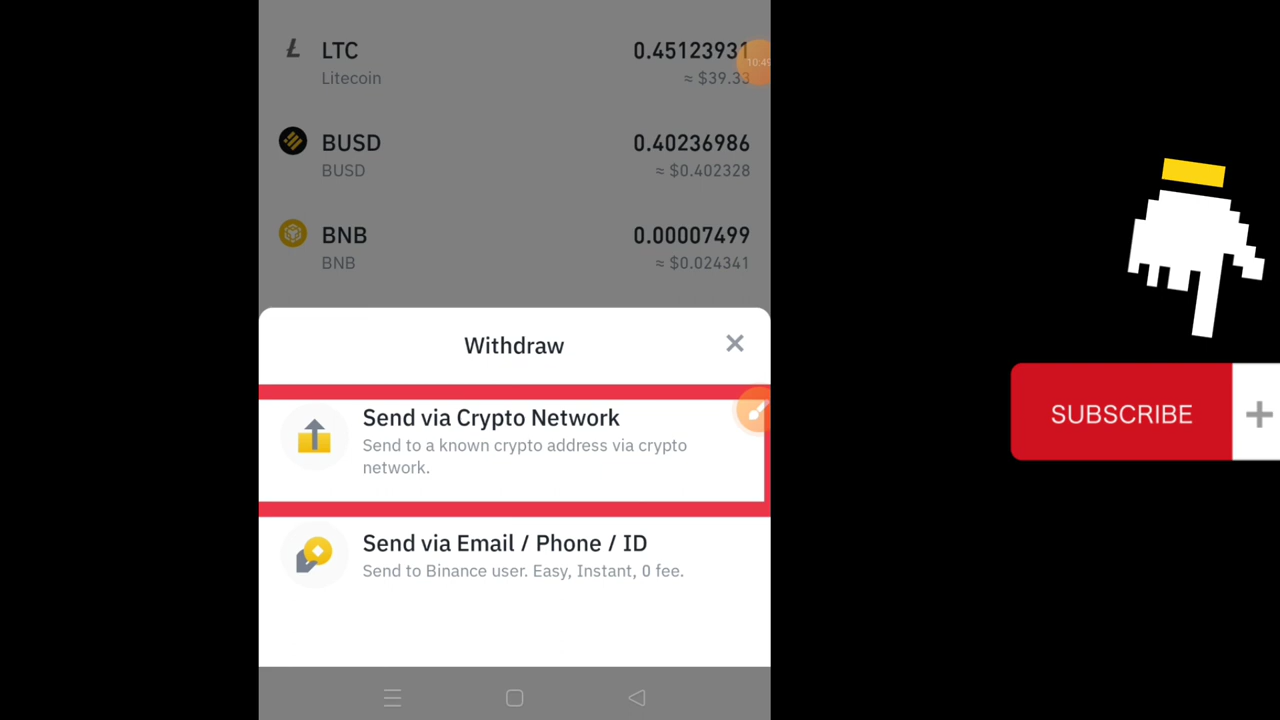 LTC 0.45123931
Litecoin ≈ $39.33
10:49
BUSD 0.40236986
BUSD ≈ $0.402328
BNB 0.00007499
BNB ≈ $0.024341
Withdraw
Send via Crypto Network
Send to a known crypto address via crypto
network.
Send via Email / Phone / ID
Send to Binance user. Easy, Instant, 0 fee.
SUBSCRIBE